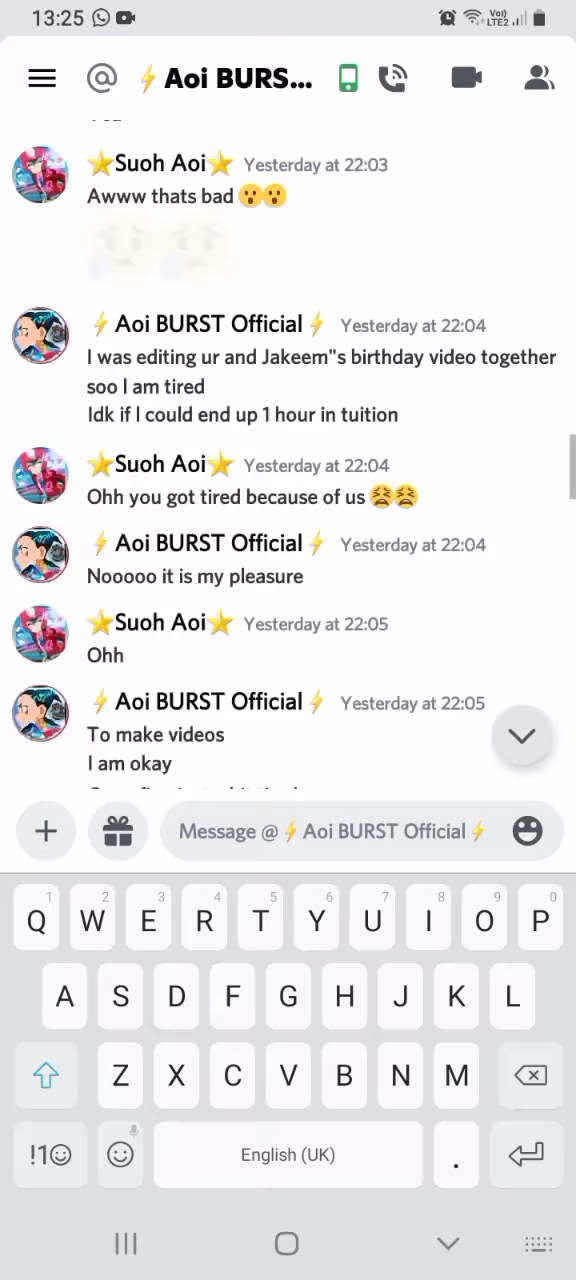 13:25
Vo))
LTE2
@ ⚡Aoi BURS...
⭐Suoh Aoi⭐ Yesterday at 22:03
Awww thats bad 😮😮
⚡Aoi BURST Official⚡ Yesterday at 22:04
I was editing ur and Jakeem"s birthday video together
soo I am tired
Idk if I could end up 1 hour in tuition
⭐Suoh Aoi⭐ Yesterday at 22:04
Ohh you got tired because of us 😫😫
⚡Aoi BURST Official⚡ Yesterday at 22:04
Nooooo it is my pleasure
⭐Suoh Aoi⭐ Yesterday at 22:05
Ohh
⚡Aoi BURST Official⚡ Yesterday at 22:05
To make videos
I am okay
Message @⚡Aoi BURST Official⚡
1 2 3 4 5 6 7 8 9 0
Q W E R T Y U I O P
A S D F G H J K L
Z X C V B N M
!1☺ English (UK) .